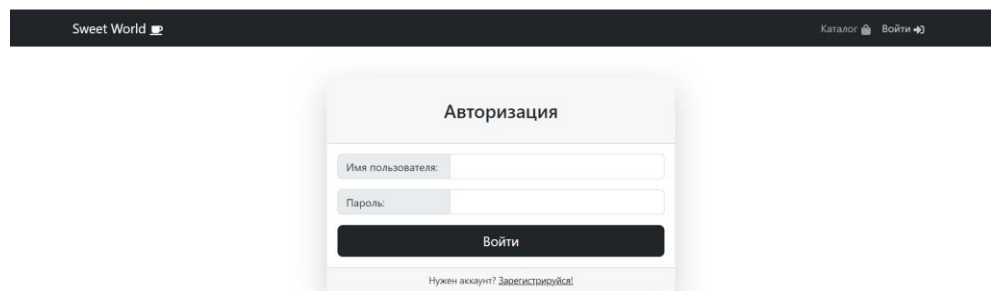 Sweet World
Каталог Войти
Авторизация
Имя пользователя:
Пароль:
Войти
Нужен аккаунт? Зарегистрируйся!